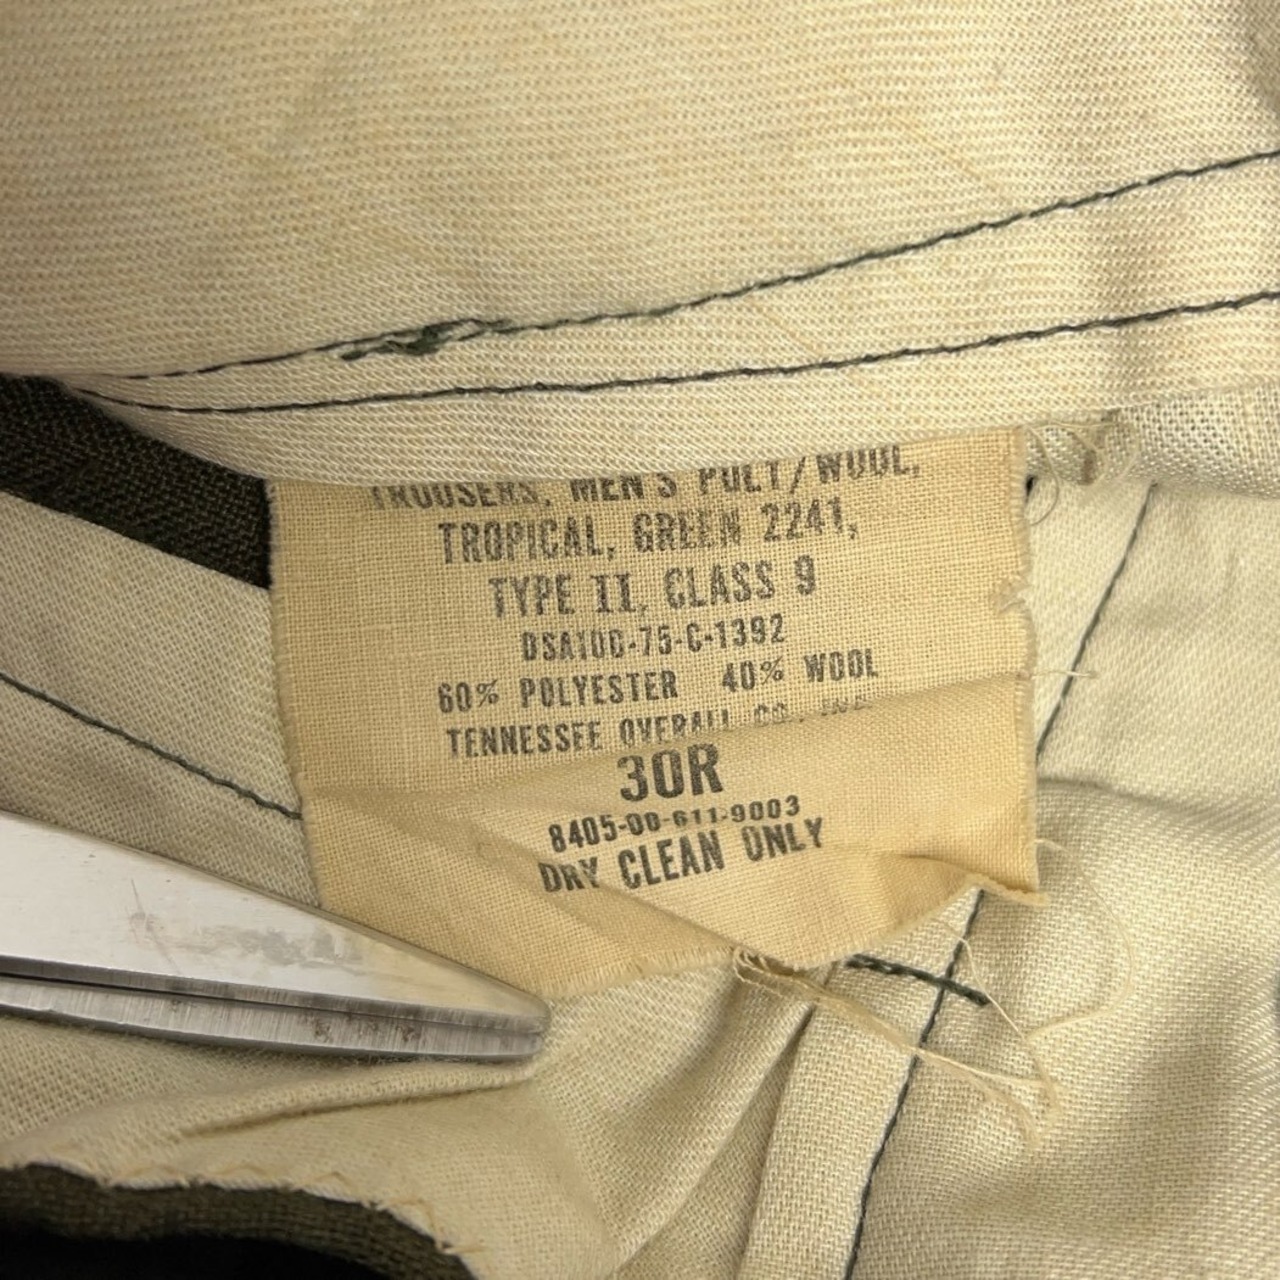 TROUSERS, MEN'S POLY/WOOL,
TROPICAL, GREEN 2241,
TYPE II, CLASS 9
DSA100-75-C-1392
60% POLYESTER 40% WOOL
TENNESSEE OVERALL CO., INC.
30R
8405-00-611-9003
DRY CLEAN ONLY